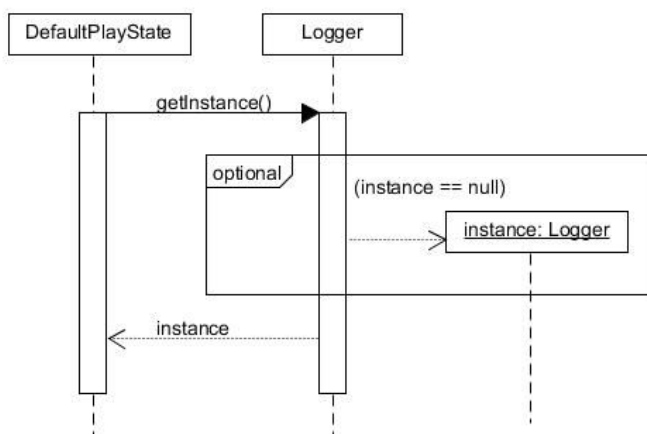 DefaultPlayState
Logger
getInstance()
optional
(instance == null)
instance: Logger
instance